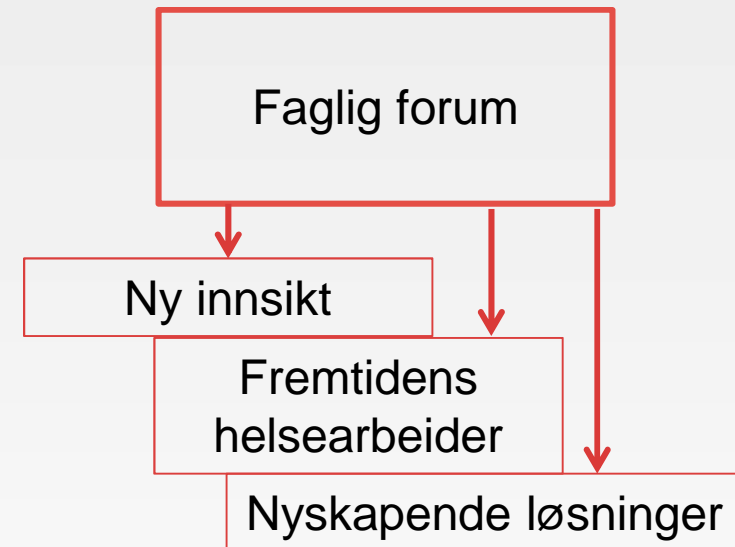 Faglig forum
Ny innsikt
Fremtidens
helsearbeider
Nyskapende løsninger